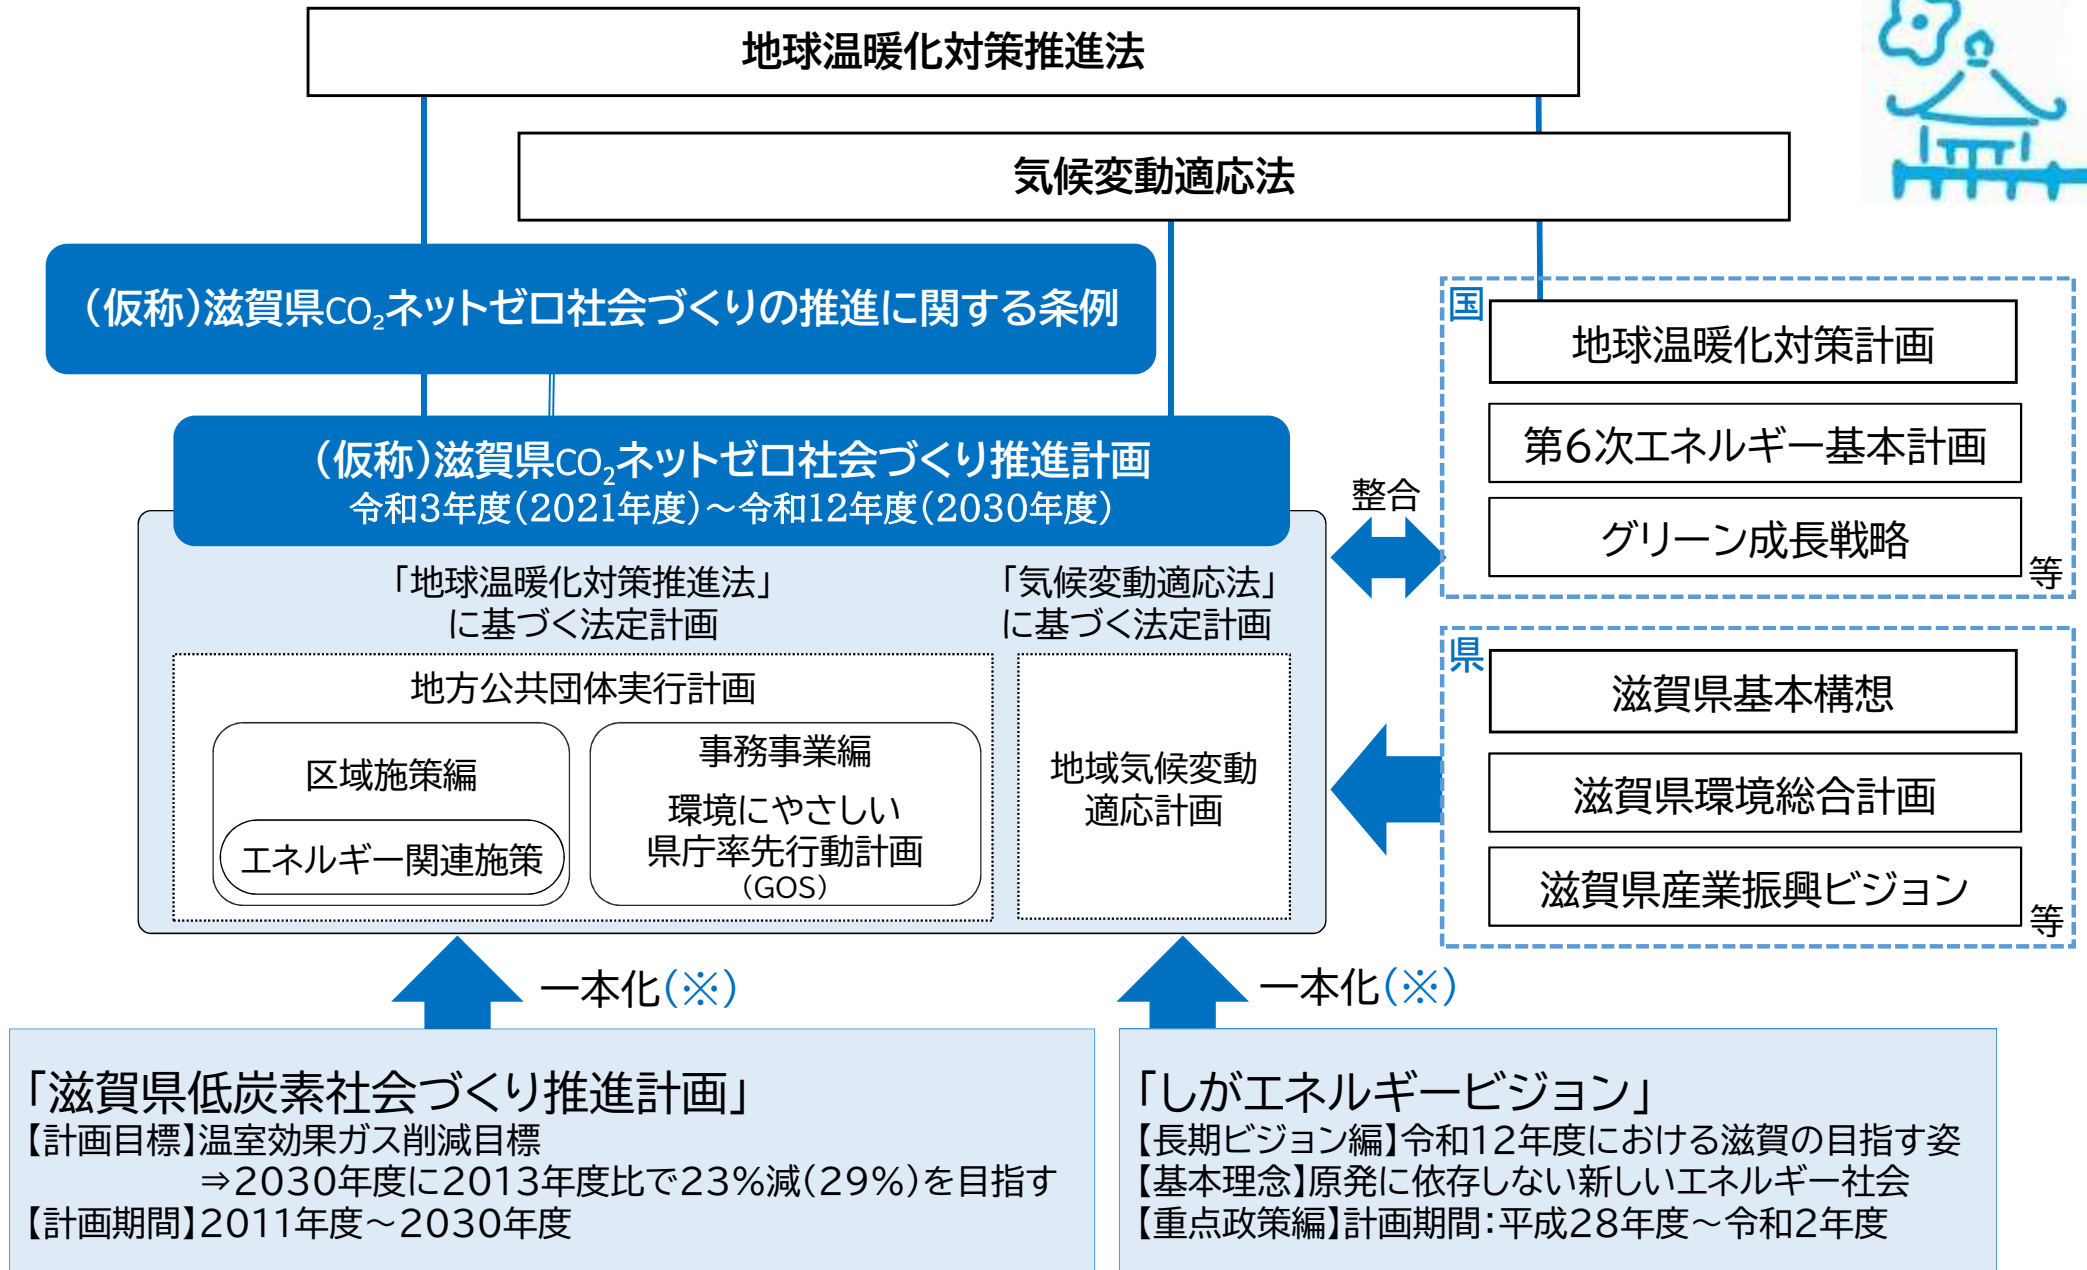 地球温暖化対策推進法
気候変動適応法
（仮称）滋賀県CO₂ネットゼロ社会づくりの推進に関する条例
（仮称）滋賀県CO₂ネットゼロ社会づくり推進計画
令和3年度（2021年度）～令和12年度（2030年度）
「地球温暖化対策推進法」
に基づく法定計画
「気候変動適応法」
に基づく法定計画
地方公共団体実行計画
区域施策編
エネルギー関連施策
事務事業編
環境にやさしい
県庁率先行動計画
（GOS）
地域気候変動
適応計画
整合
国
地球温暖化対策計画
第6次エネルギー基本計画
グリーン成長戦略
等
県
滋賀県基本構想
滋賀県環境総合計画
滋賀県産業振興ビジョン
等
一本化（※）
一本化（※）
「滋賀県低炭素社会づくり推進計画」
【計画目標】温室効果ガス削減目標
⇒2030年度に2013年度比で23%減（29%）を目指す
【計画期間】2011年度～2030年度
「しがエネルギービジョン」
【長期ビジョン編】令和12年度における滋賀の目指す姿
【基本理念】原発に依存しない新しいエネルギー社会
【重点政策編】計画期間：平成28年度～令和2年度